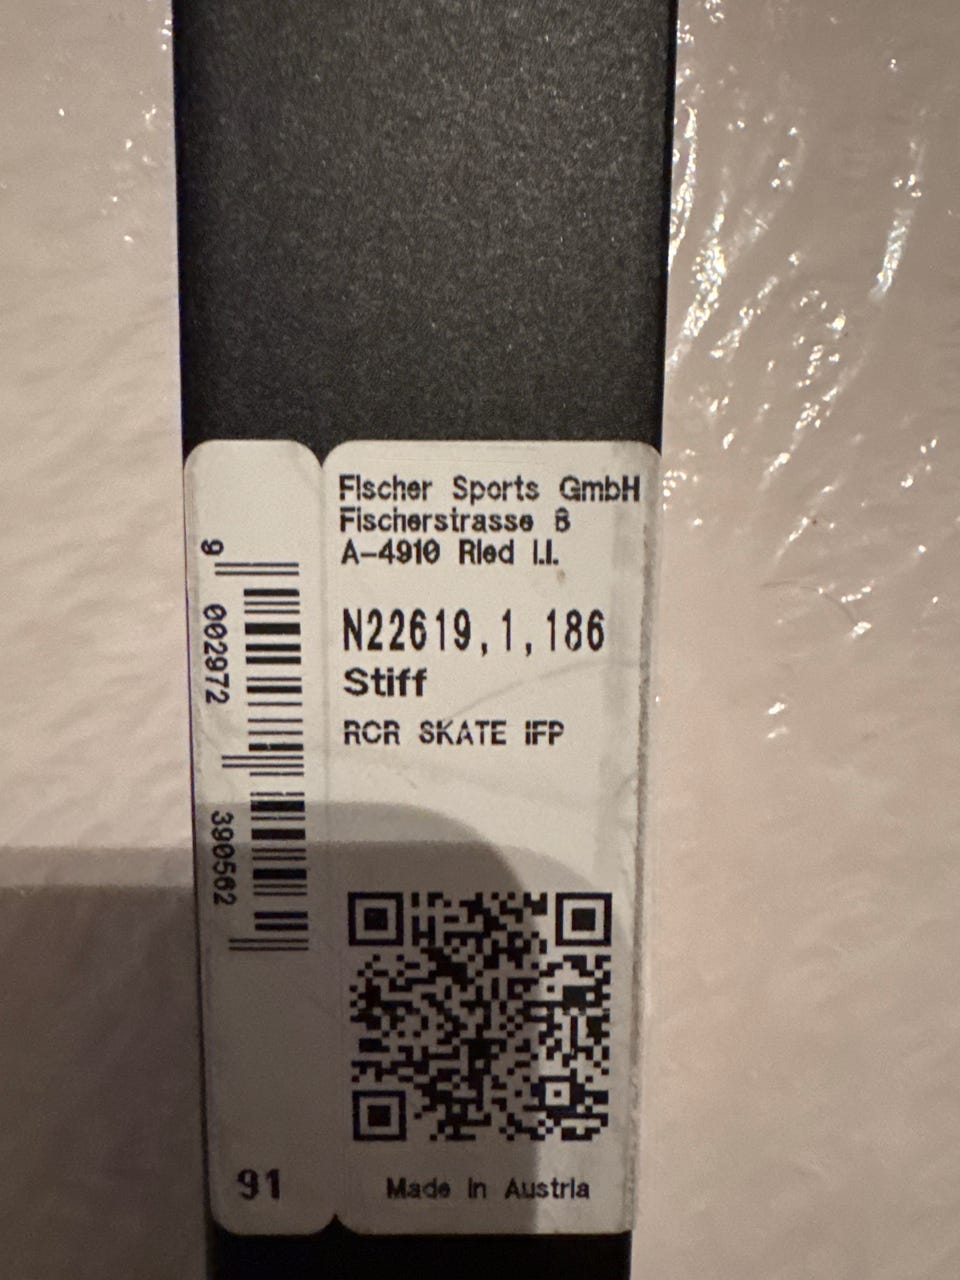 Fischer Sports GmbH
Fischerstrasse 8
A-4910 Ried I.I.
N22619,1,186
Stiff
RCR SKATE IFP
9 002972 390562
91
Made in Austria